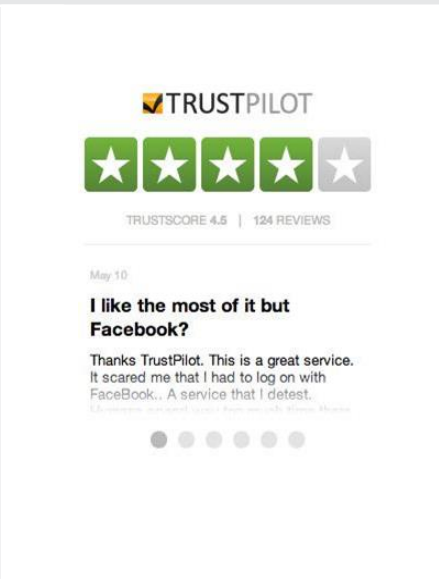 TRUSTPILOT
TRUSTSCORE 4.5 | 124 REVIEWS
May 10
I like the most of it but
Facebook?
Thanks TrustPilot. This is a great service.
It scared me that I had to log on with
FaceBook.. A service that I detest.